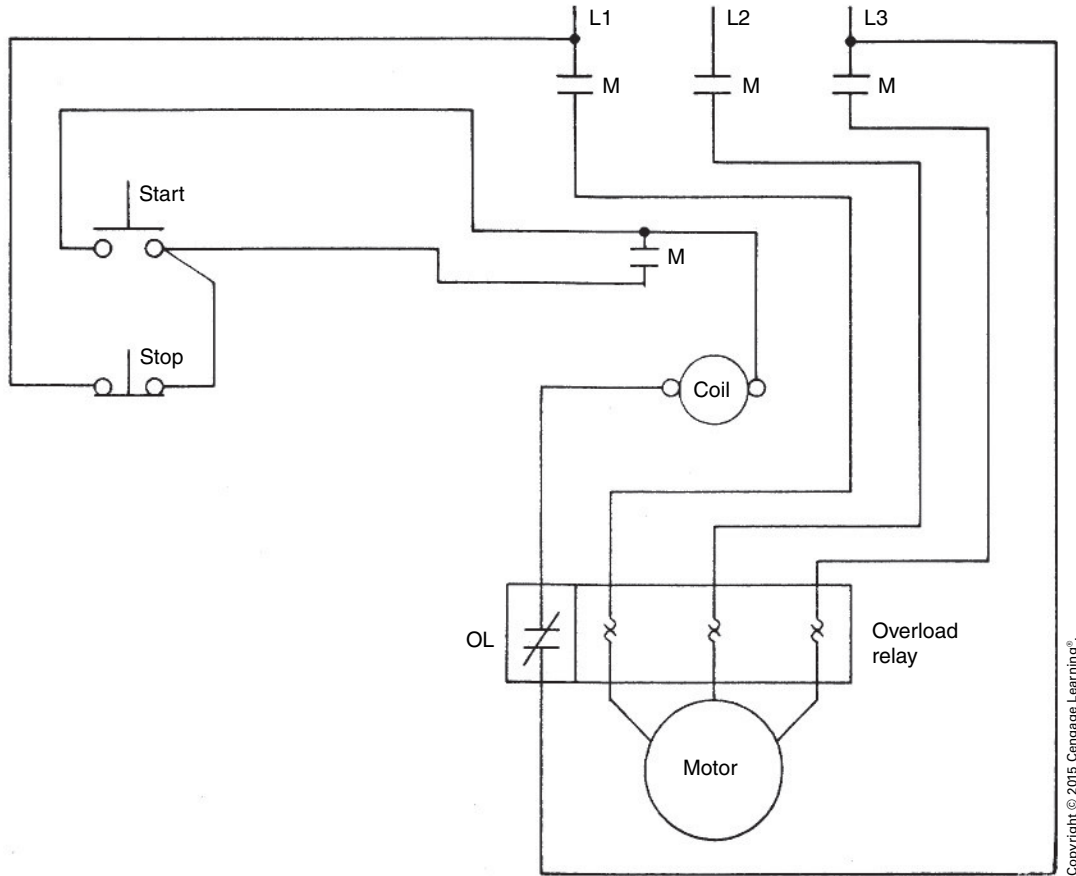 L1
L2
L3
M
M
M
Start
M
Stop
Coil
OL
Overload
relay
Motor
Copyright © 2015 Cengage Learning®.